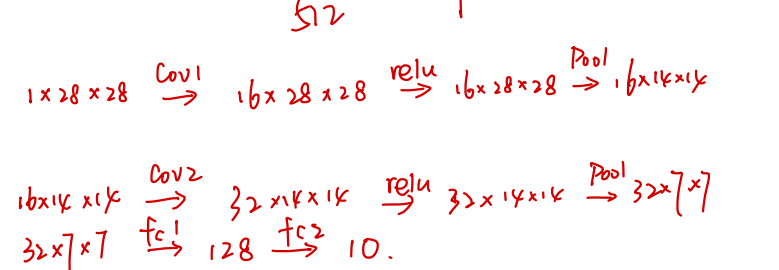 512
1×28×28 Cov1→ 16×28×28 relu→ 16×28×28 Pool→ 16×14×14
16×14×14 Cov2→ 32×14×14 relu→ 32×14×14 Pool→ 32×7×7
32×7×7 fc1→ 128 fc2→ 10.